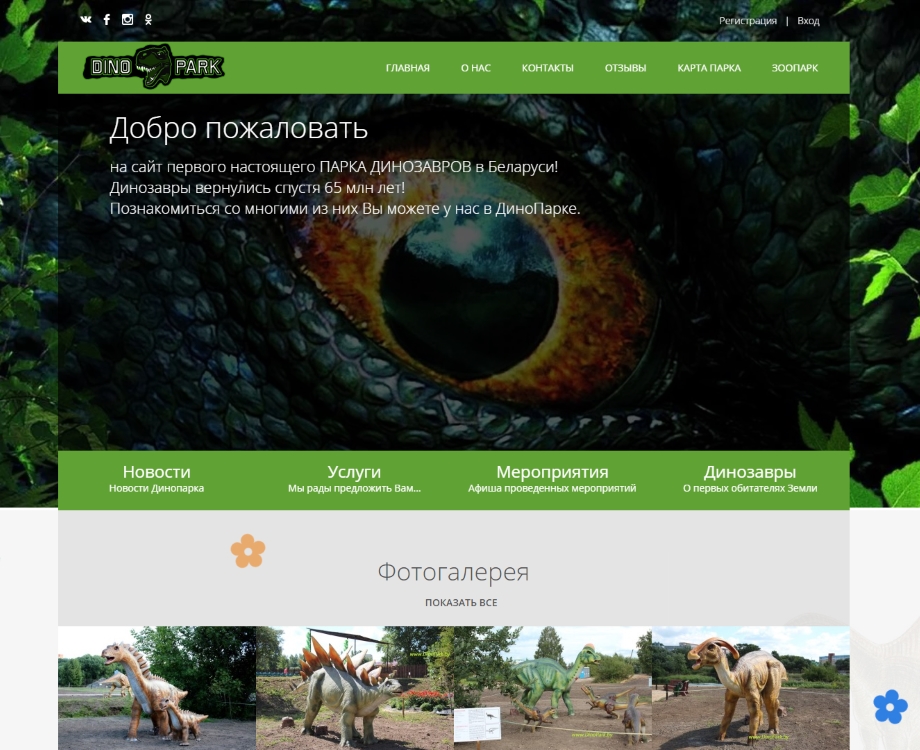 Регистрация | Вход
DINO PARK
ГЛАВНАЯ О НАС КОНТАКТЫ ОТЗЫВЫ КАРТА ПАРКА ЗООПАРК
Добро пожаловать
на сайт первого настоящего ПАРКА ДИНОЗАВРОВ в Беларуси!
Динозавры вернулись спустя 65 млн лет!
Познакомиться со многими из них Вы можете у нас в ДиноПарке.
Новости
Новости Динопарка
Услуги
Мы рады предложить Вам...
Мероприятия
Афиша проведенных мероприятий
Динозавры
О первых обитателях Земли
Фотогалерея
ПОКАЗАТЬ ВСЕ